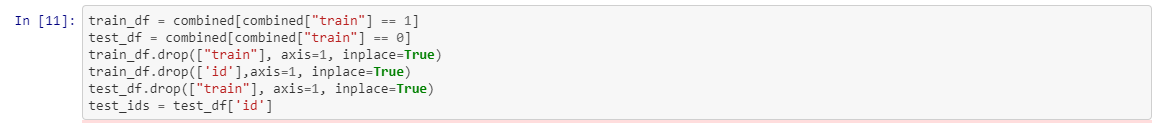 In [11]: train_df = combined[combined["train"] == 1]
test_df = combined[combined["train"] == 0]
train_df.drop(["train"], axis=1, inplace=True)
train_df.drop(['id'],axis=1, inplace=True)
test_df.drop(["train"], axis=1, inplace=True)
test_ids = test_df['id']